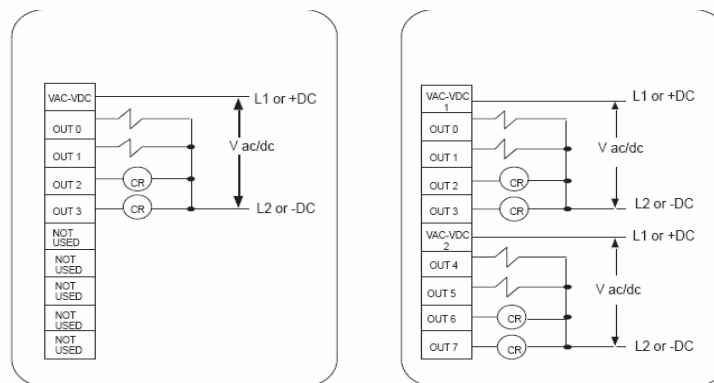 VAC-VDC
L1 or +DC
OUT 0
OUT 1
V ac/dc
OUT 2
CR
OUT 3
CR
L2 or -DC
NOT
USED
NOT
USED
NOT
USED
NOT
USED
NOT
USED
VAC-VDC
1
L1 or +DC
OUT 0
OUT 1
V ac/dc
OUT 2
CR
OUT 3
CR
L2 or -DC
VAC-VDC
2
L1 or +DC
OUT 4
OUT 5
V ac/dc
OUT 6
CR
OUT 7
CR
L2 or -DC